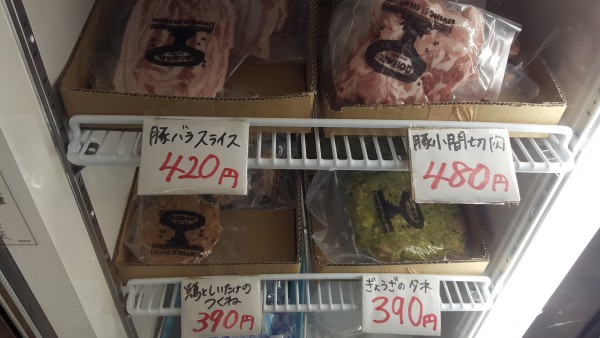 豚バラスライス
420円
豚小間切肉
480円
鶏としいたけの
つくね
390円
ぎょうざのタネ
390円